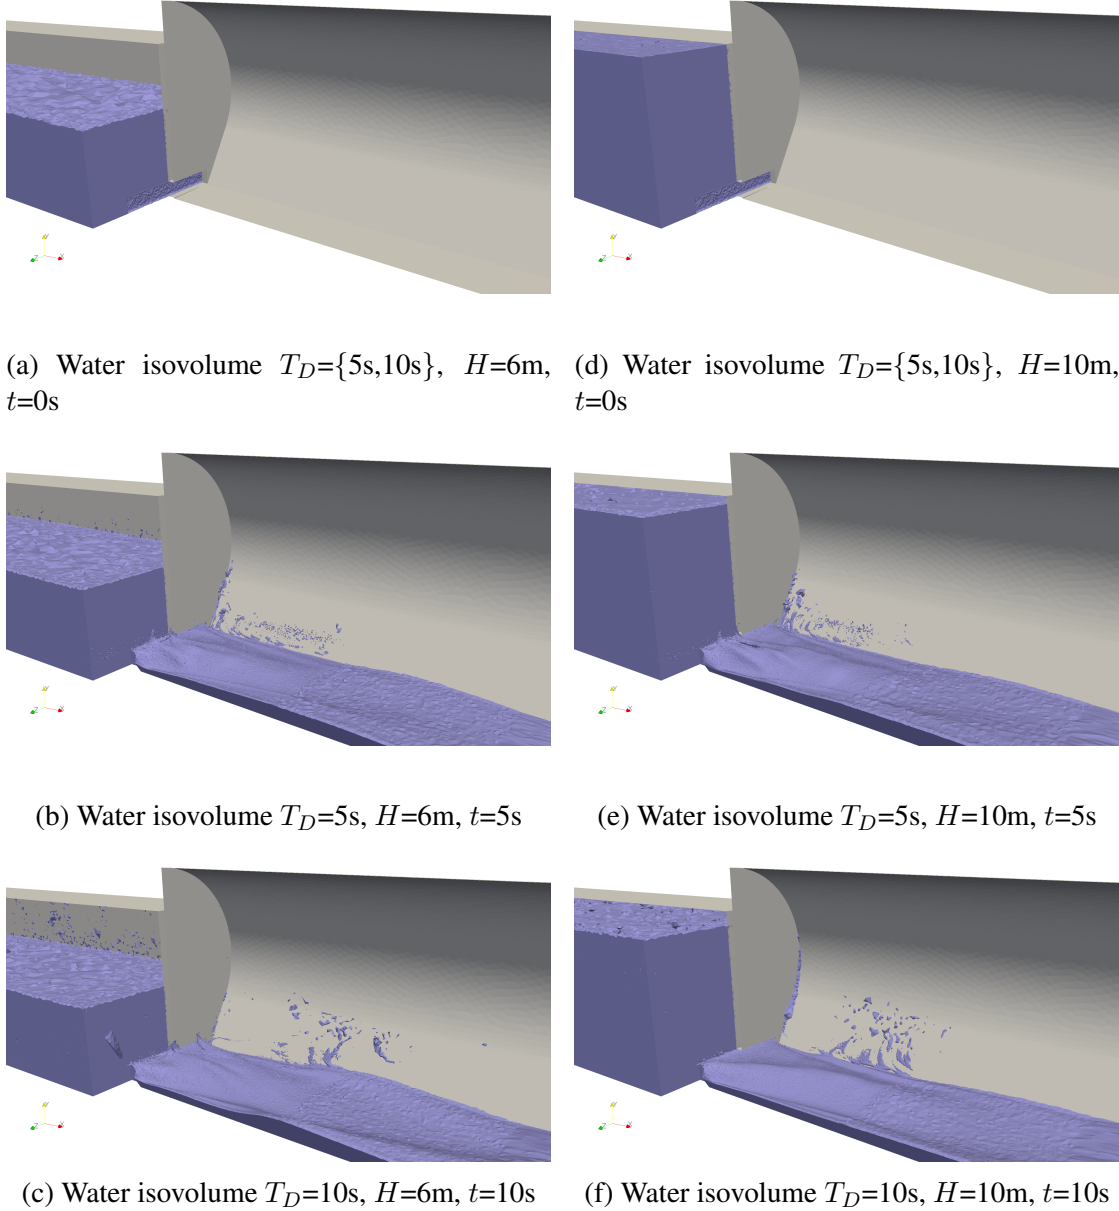 (a) Water isovolume T_D={5s,10s}, H=6m,
t=0s
(d) Water isovolume T_D={5s,10s}, H=10m,
t=0s
(b) Water isovolume T_D=5s, H=6m, t=5s
(e) Water isovolume T_D=5s, H=10m, t=5s
(c) Water isovolume T_D=10s, H=6m, t=10s
(f) Water isovolume T_D=10s, H=10m, t=10s